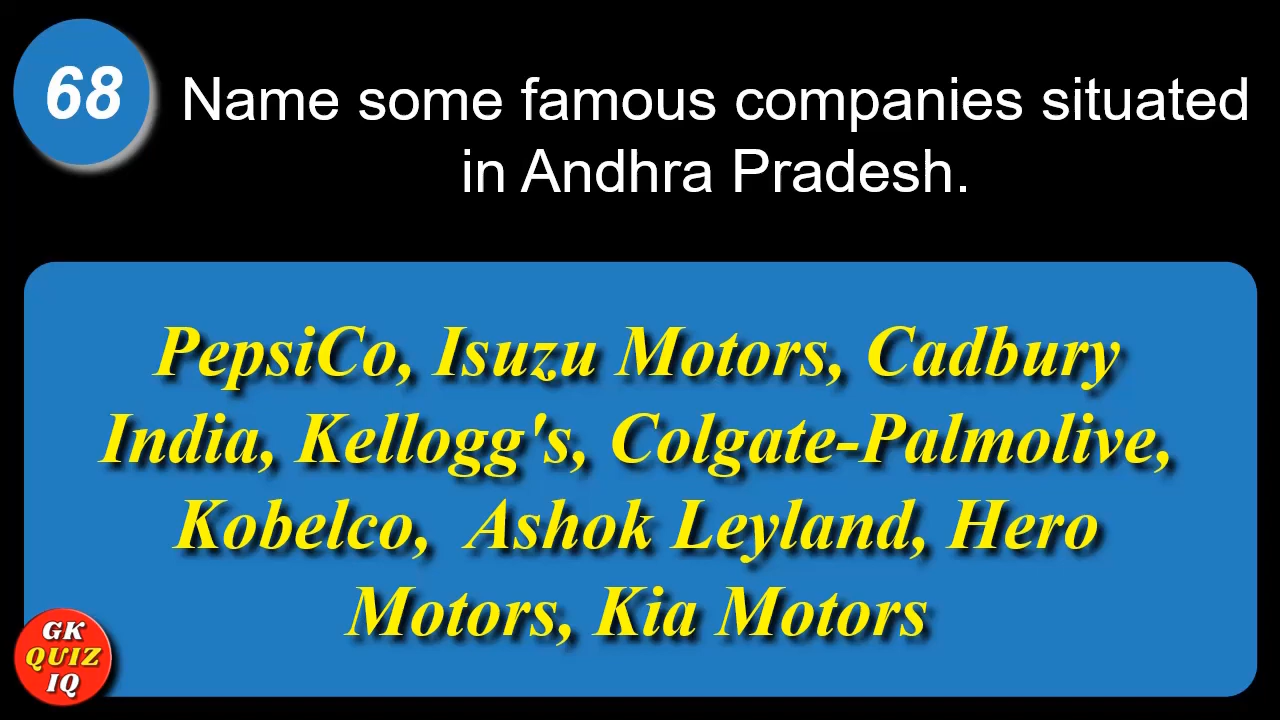 68
Name some famous companies situated
in Andhra Pradesh.
PepsiCo, Isuzu Motors, Cadbury
India, Kellogg's, Colgate-Palmolive,
Kobelco, Ashok Leyland, Hero
Motors, Kia Motors
GK
QUIZ
IQ